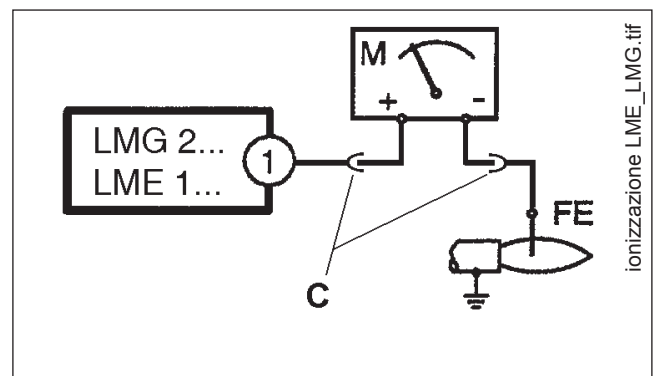 M
+ -
LMG 2...
LME 1...
1
FE
C
ionizzazione LME_LMG.tif